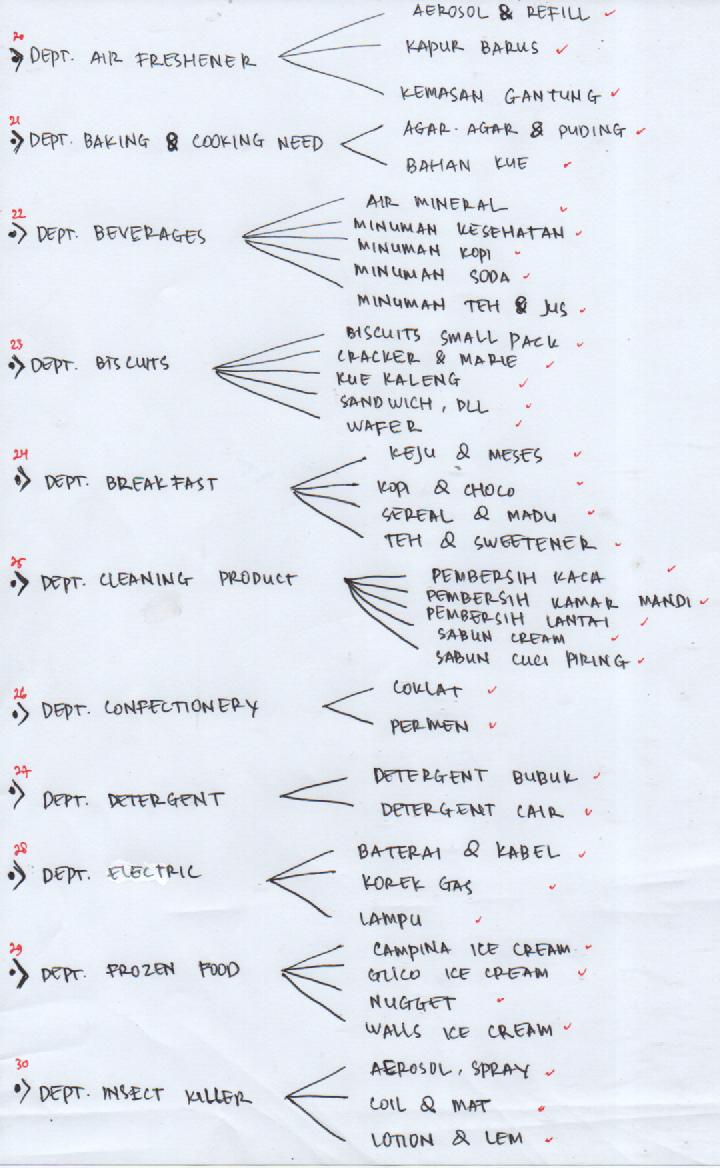 AEROSOL & REFILL
20
DEPT. AIR FRESHENER
KAPUR BARUS
KEMASAN GANTUNG
21
DEPT. BAKING & COOKING NEED
AGAR-AGAR & PUDING
BAHAN KUE
22
DEPT. BEVERAGES
AIR MINERAL
MINUMAN KESEHATAN
MINUMAN KOPI
MINUMAN SODA
MINUMAN TEH & JUS
23
DEPT. BISCUITS
BISCUITS SMALL PACK
CRACKER & MARIE
KUE KALENG
SANDWICH, DLL
WAFER
24
DEPT. BREAKFAST
KEJU & MESES
KOPI & CHOCO
SEREAL & MADU
TEH & SWEETENER
25
DEPT. CLEANING PRODUCT
PEMBERSIH KACA
PEMBERSIH KAMAR MANDI
PEMBERSIH LANTAI
SABUN CREAM
SABUN CUCI PIRING
26
DEPT. CONFECTIONERY
COKLAT
PERMEN
27
DEPT. DETERGENT
DETERGENT BUBUK
DETERGENT CAIR
28
DEPT. ELECTRIC
BATERAI & KABEL
KOREK GAS
LAMPU
29
DEPT. FROZEN FOOD
CAMPINA ICE CREAM
GLICO ICE CREAM
NUGGET
WALLS ICE CREAM
30
DEPT. INSECT KILLER
AEROSOL, SPRAY
COIL & MAT
LOTION & LEM